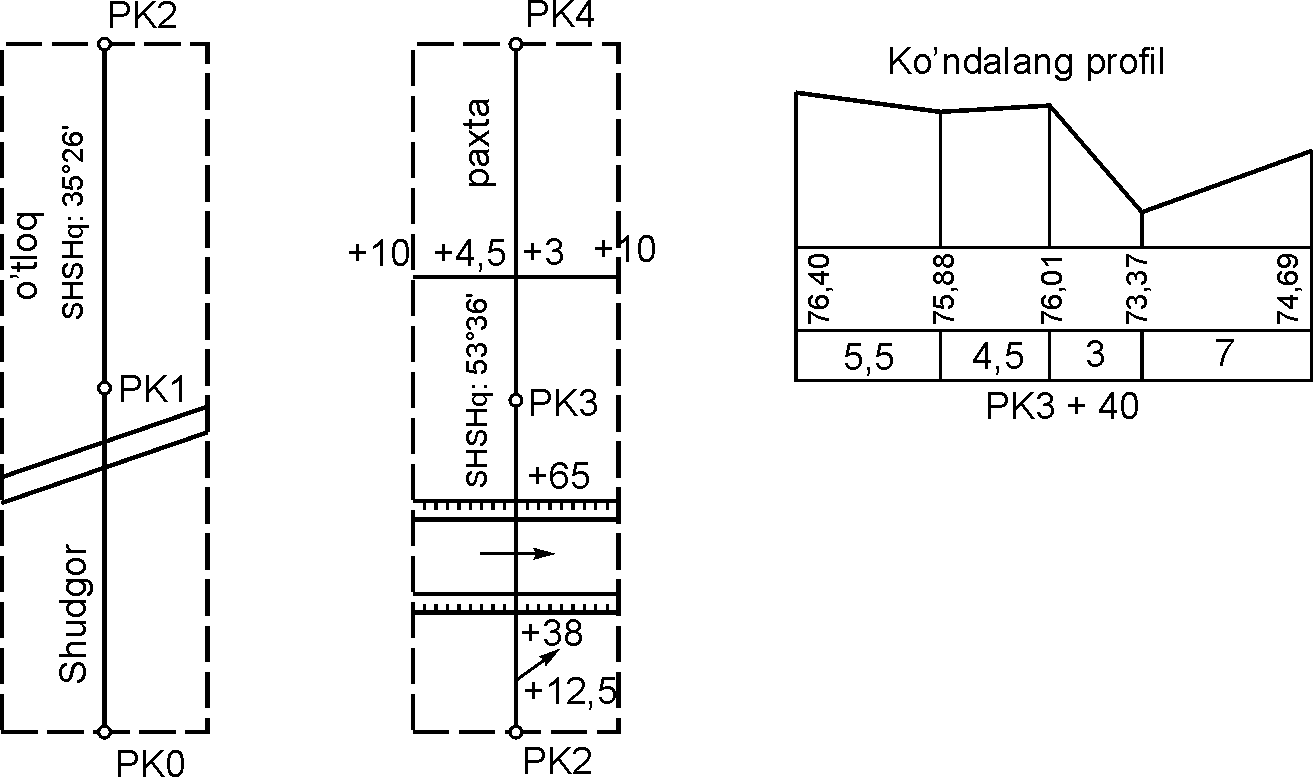 PK2
o'tloq
SHSHq: 35°26'
PK1
Shudgor
PK0
PK4
paxta
+10 +4,5 +3 +10
SHSHq: 53°36'
PK3
+65
+38
+12,5
PK2
Ko'ndalang profil
76,40 75,88 76,01 73,37 74,69
5,5 4,5 3 7
PK3 + 40